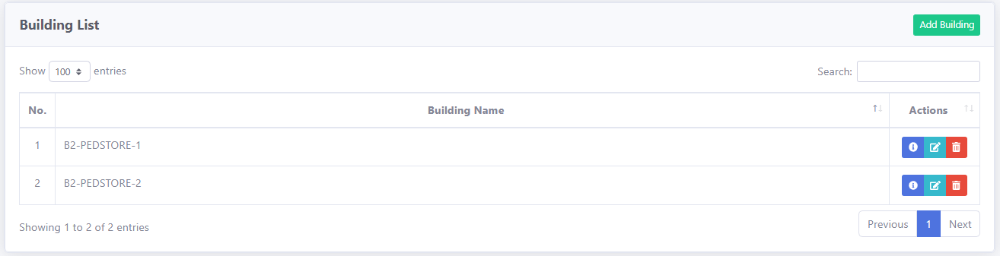 Building List
Add Building
Show 100 entries
Search:
No. Building Name Actions
1 B2-PEDSTORE-1
2 B2-PEDSTORE-2
Showing 1 to 2 of 2 entries
Previous 1 Next